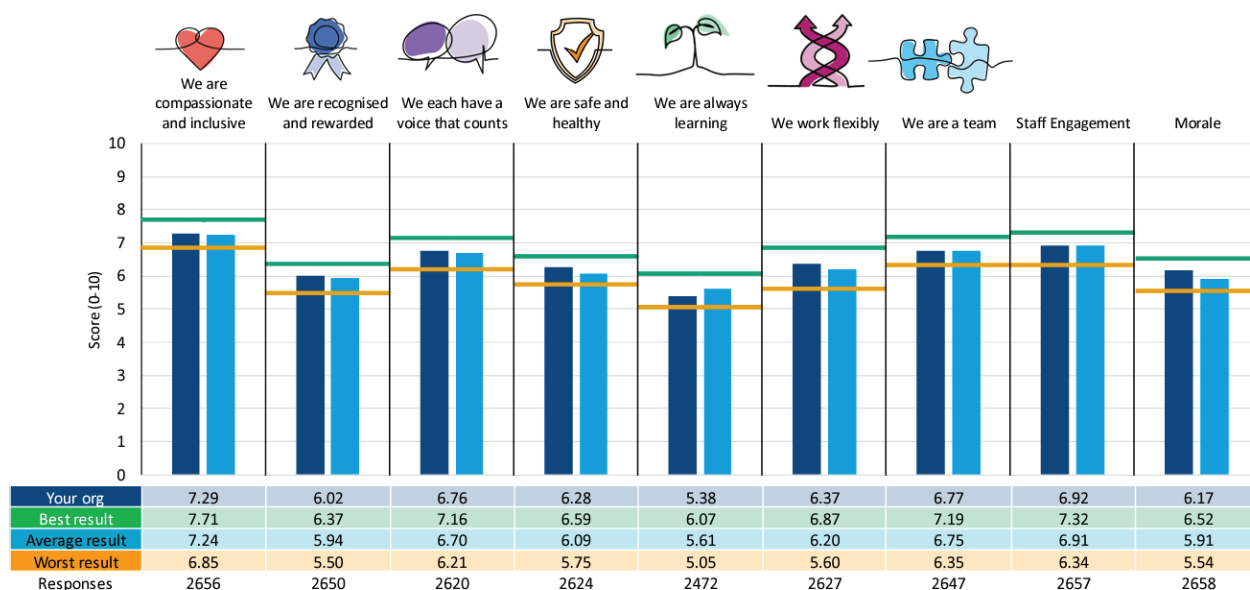 We are
compassionate
and inclusive
We are recognised
and rewarded
We each have a
voice that counts
We are safe and
healthy
We are always
learning
We work flexibly
We are a team
Staff Engagement
Morale
Score (0-10)
10
9
8
7
6
5
4
3
2
1
0
Your org 7.29 6.02 6.76 6.28 5.38 6.37 6.77 6.92 6.17
Best result 7.71 6.37 7.16 6.59 6.07 6.87 7.19 7.32 6.52
Average result 7.24 5.94 6.70 6.09 5.61 6.20 6.75 6.91 5.91
Worst result 6.85 5.50 6.21 5.75 5.05 5.60 6.35 6.34 5.54
Responses 2656 2650 2620 2624 2472 2627 2647 2657 2658